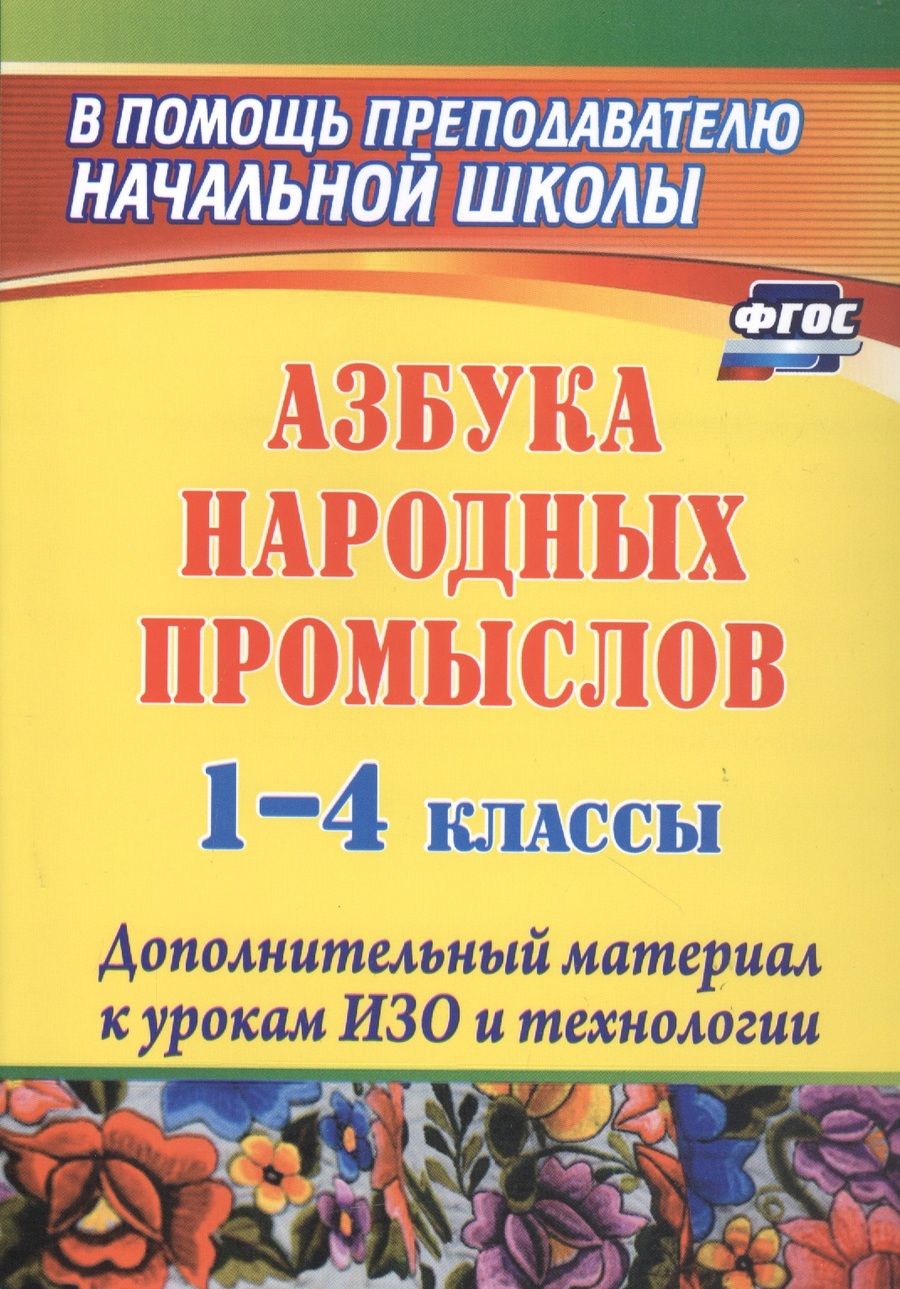 В ПОМОЩЬ ПРЕПОДАВАТЕЛЮ
НАЧАЛЬНОЙ ШКОЛЫ
ФГОС
АЗБУКА
НАРОДНЫХ
ПРОМЫСЛОВ
1-4 КЛАССЫ
Дополнительный материал
к урокам ИЗО и технологии